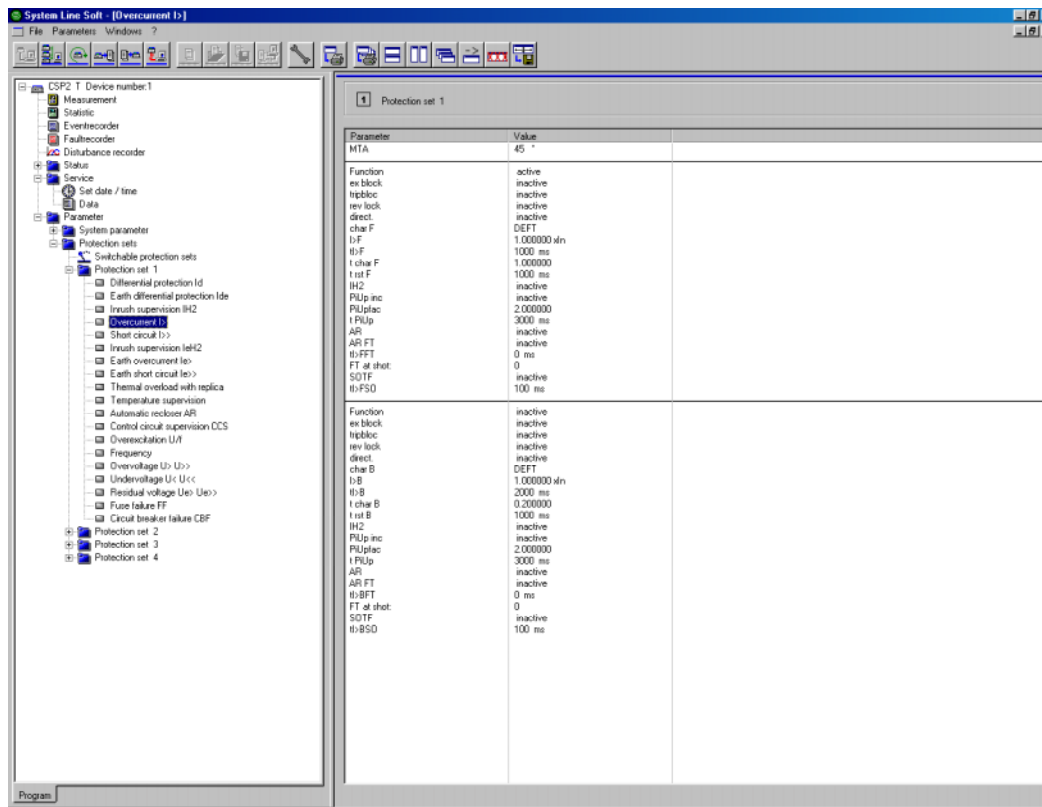 System Line Soft - [Overcurrent I>]
File Parameters Windows ?
CSP2 T Device number:1
Measurement
Statistic
Eventrecorder
Faultrecorder
Disturbance recorder
Status
Service
Set date / time
Data
Parameter
System parameter
Protection sets
Switchable protection sets
Protection set 1
Differential protection Id
Earth differential protection Ide
Inrush supervision IH2
Overcurrent I>
Short circuit I>>
Inrush supervision IeH2
Earth overcurrent Ie>
Earth short circuit Ie>>
Thermal overload with replica
Temperature supervision
Automatic recloser AR
Control circuit supervision CCS
Overexcitation U/f
Frequency
Overvoltage U> U>>
Undervoltage U< U<<
Residual voltage Ue> Ue>>
Fuse failure FF
Circuit breaker failure CBF
Protection set 2
Protection set 3
Protection set 4
Program
1 Protection set 1
Parameter Value
MTA 45 °
Function active
ex block inactive
tripbloc inactive
rev lock inactive
direct. inactive
char F DEFT
I>F 1.000000 xIn
tI>F 1000 ms
t char F 1.000000
t rst F 1000 ms
IH2 inactive
PiUp inc inactive
PiUpfac 2.000000
t PiUp 3000 ms
AR inactive
AR FT inactive
tI>FFT 0 ms
FT at shot: 0
SOTF inactive
tI>FSO 100 ms
Function inactive
ex block inactive
tripbloc inactive
rev lock inactive
direct. inactive
char B DEFT
I>B 1.000000 xIn
tI>B 2000 ms
t char B 0.200000
t rst B 1000 ms
IH2 inactive
PiUp inc inactive
PiUpfac 2.000000
t PiUp 3000 ms
AR inactive
AR FT inactive
tI>BFT 0 ms
FT at shot: 0
SOTF inactive
tI>BSO 100 ms